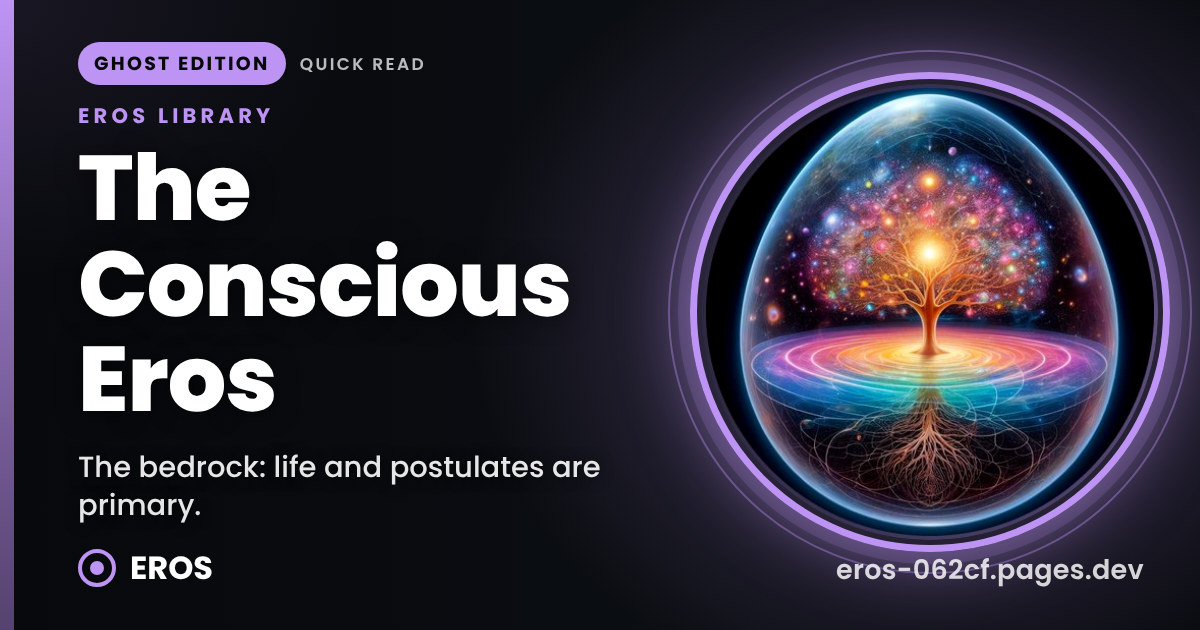 GHOST EDITION
QUICK READ
EROS LIBRARY
The
Conscious
Eros
The bedrock: life and postulates are
primary.
EROS
eros-062cf.pages.dev